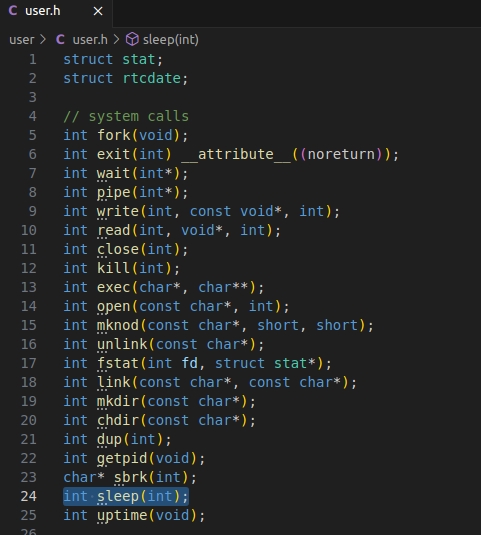 C user.h ×
user > C user.h > sleep(int)
1 struct stat;
2 struct rtcdate;
3
4 // system calls
5 int fork(void);
6 int exit(int) __attribute__((noreturn));
7 int wait(int*);
8 int pipe(int*);
9 int write(int, const void*, int);
10 int read(int, void*, int);
11 int close(int);
12 int kill(int);
13 int exec(char*, char**);
14 int open(const char*, int);
15 int mknod(const char*, short, short);
16 int unlink(const char*);
17 int fstat(int fd, struct stat*);
18 int link(const char*, const char*);
19 int mkdir(const char*);
20 int chdir(const char*);
21 int dup(int);
22 int getpid(void);
23 char* sbrk(int);
24 int sleep(int);
25 int uptime(void);
26